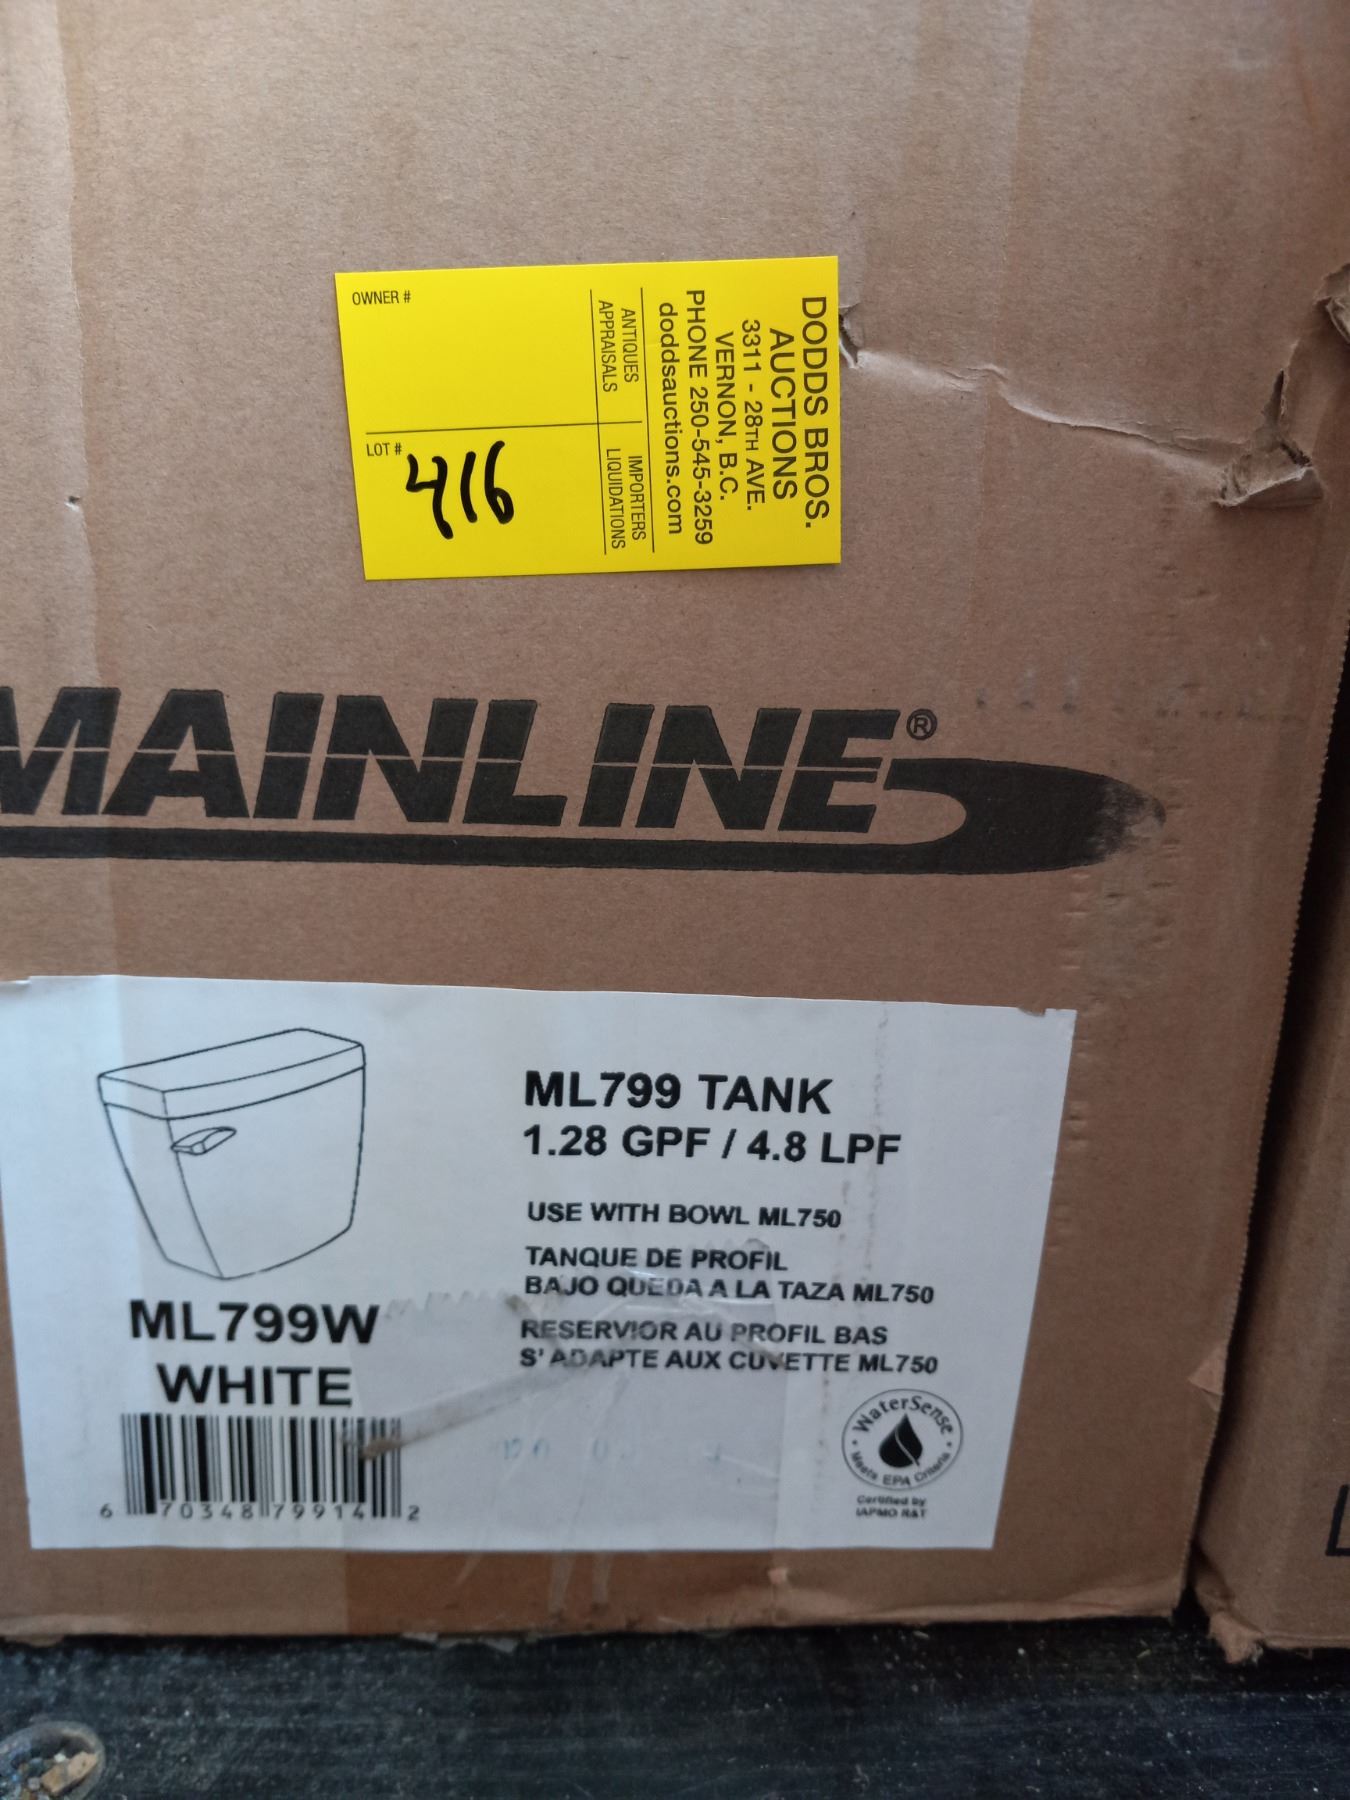 OWNER #
LOT # 416
DODDS BROS.
AUCTIONS
3311 - 28TH AVE.
VERNON, B.C.
PHONE 250-545-3259
doddsauctions.com
ANTIQUES IMPORTERS
APPRAISALS LIQUIDATIONS
MAINLINE®
ML799 TANK
1.28 GPF / 4.8 LPF
USE WITH BOWL ML750
TANQUE DE PROFIL
BAJO QUEDA A LA TAZA ML750
RESERVIOR AU PROFIL BAS
S' ADAPTE AUX CUVETTE ML750
ML799W
WHITE
6 70348 79914 2
WaterSense
Meets EPA Criteria
Certified by
IAPMO R&T